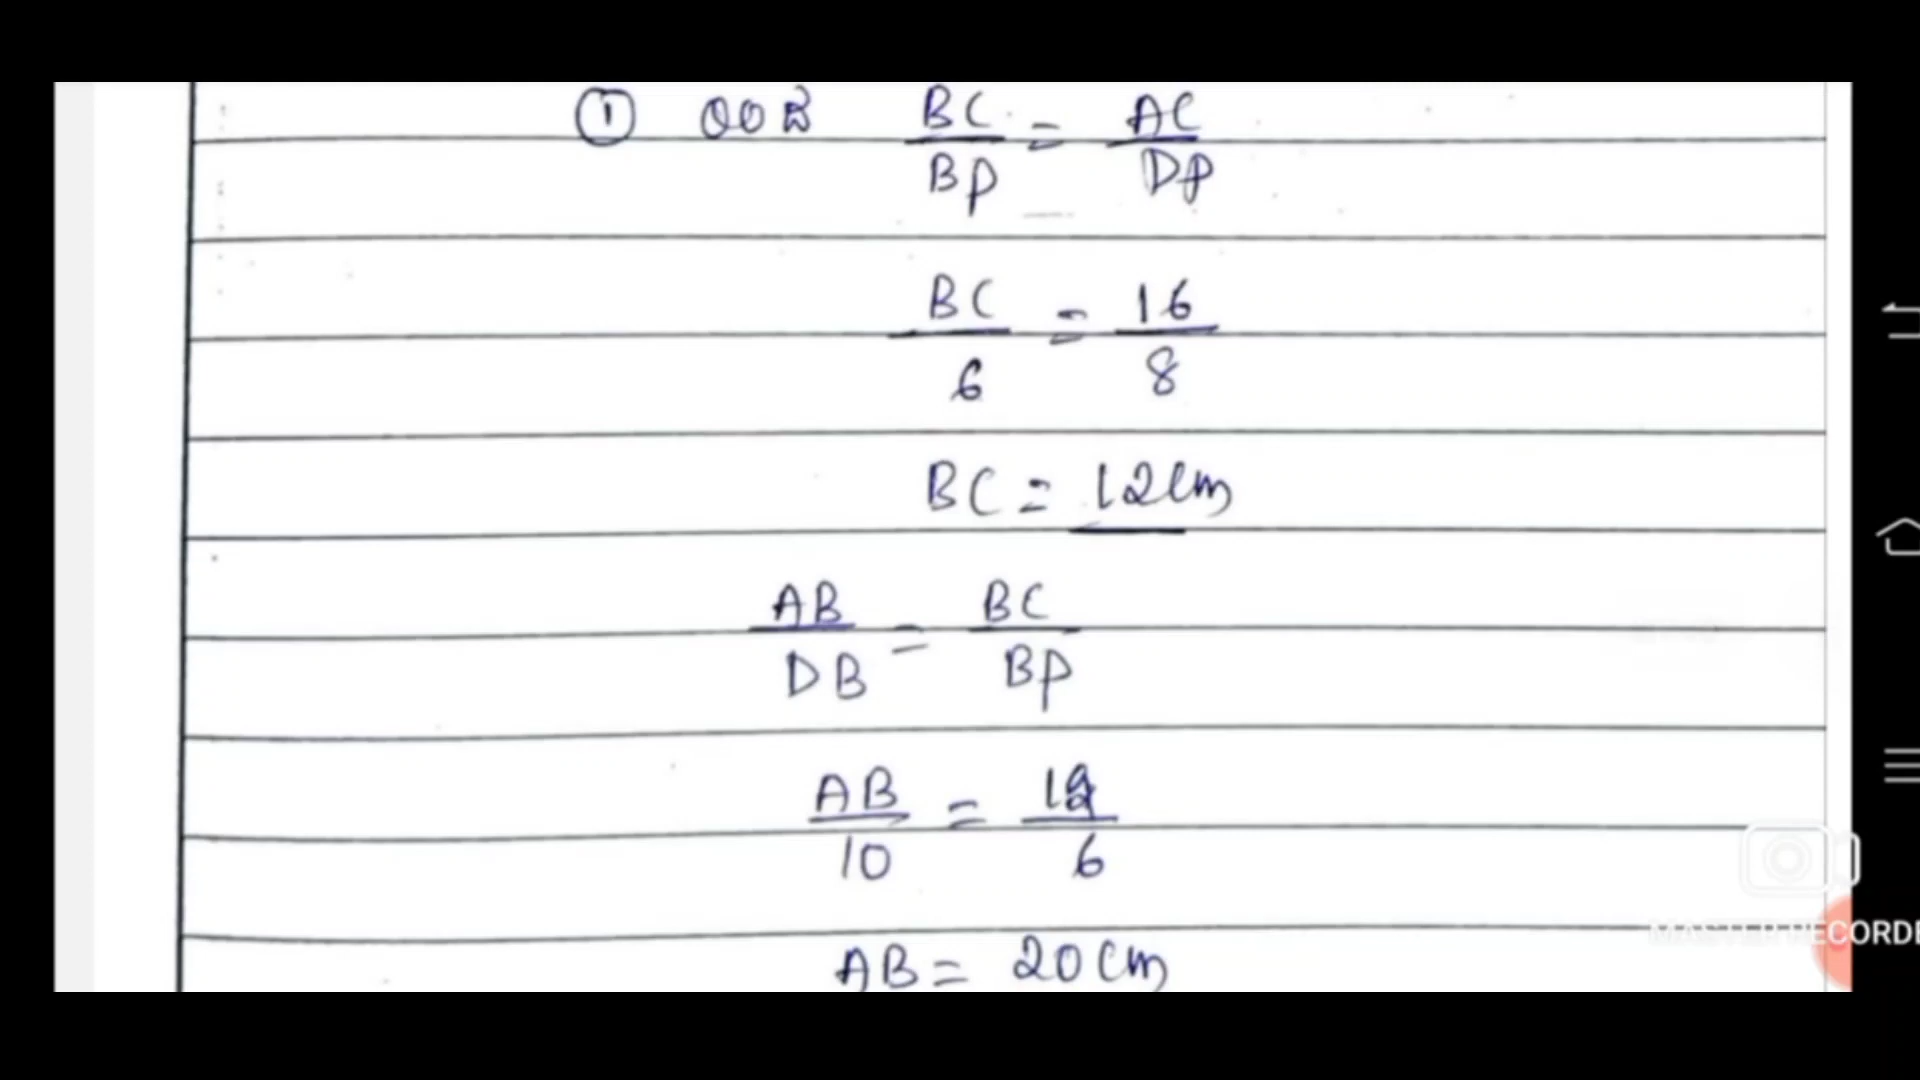 ① ರಿಂದ BC/BP = AC/DP
BC/6 = 16/8
BC = 12cm
AB/DB = BC/BP
AB/10 = 12/6
AB = 20cm